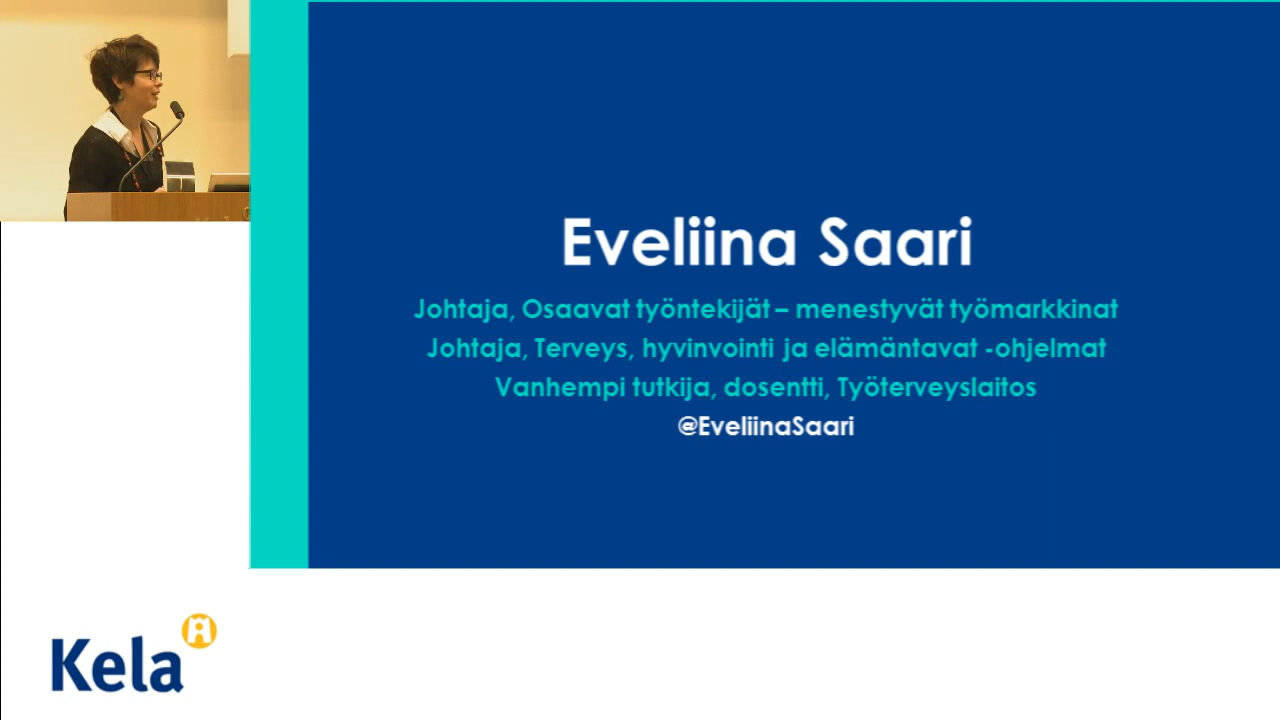 Eveliina Saari
Johtaja, Osaavat työntekijät – menestyvät työmarkkinat
Johtaja, Terveys, hyvinvointi ja elämäntavat -ohjelmat
Vanhempi tutkija, dosentti, Työterveyslaitos
@EveliinaSaari
Kela